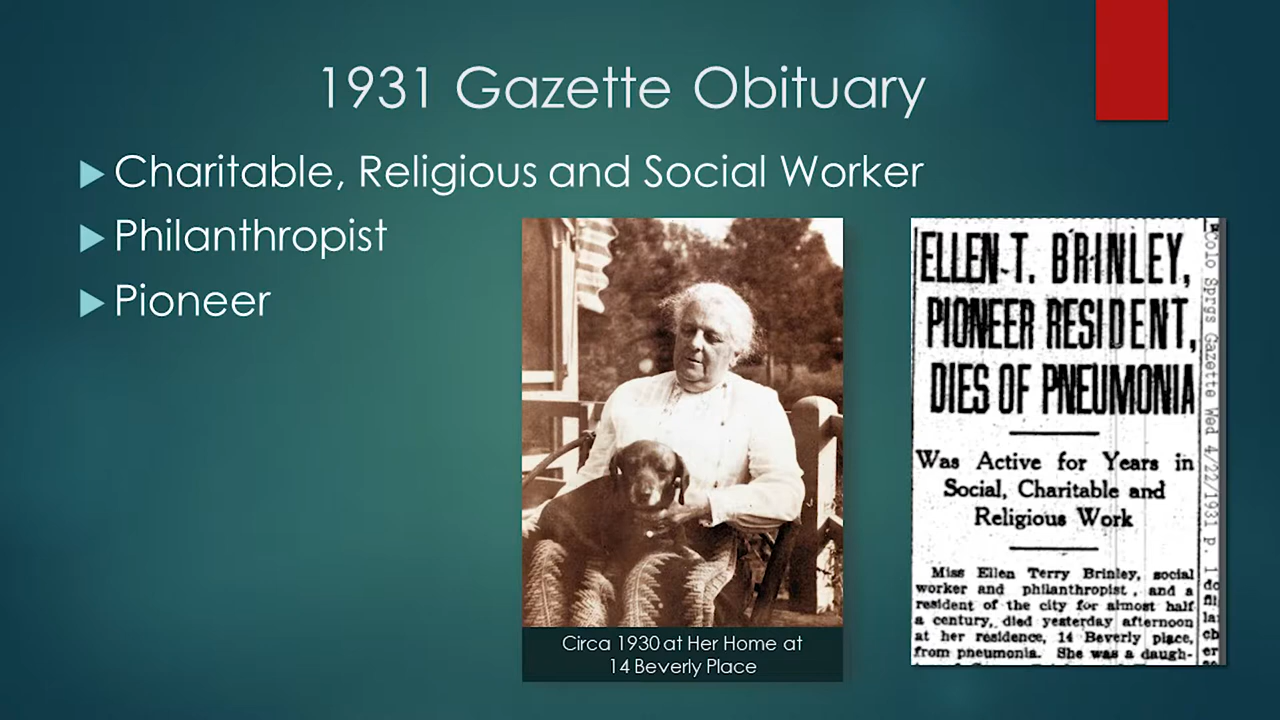 1931 Gazette Obituary
Charitable, Religious and Social Worker
Philanthropist
Pioneer
Circa 1930 at Her Home at
14 Beverly Place
ELLEN T. BRINLEY,
PIONEER RESIDENT,
DIES OF PNEUMONIA
Was Active for Years in
Social, Charitable and
Religious Work
Miss Ellen Terry Brinley, social
worker and philanthropist, and a
resident of the city for almost half
a century, died yesterday afternoon
at her residence, 14 Beverly place,
from pneumonia. She was a daugh-
Colo Sprgs Gazette Wed 4/22/1931 p. 1